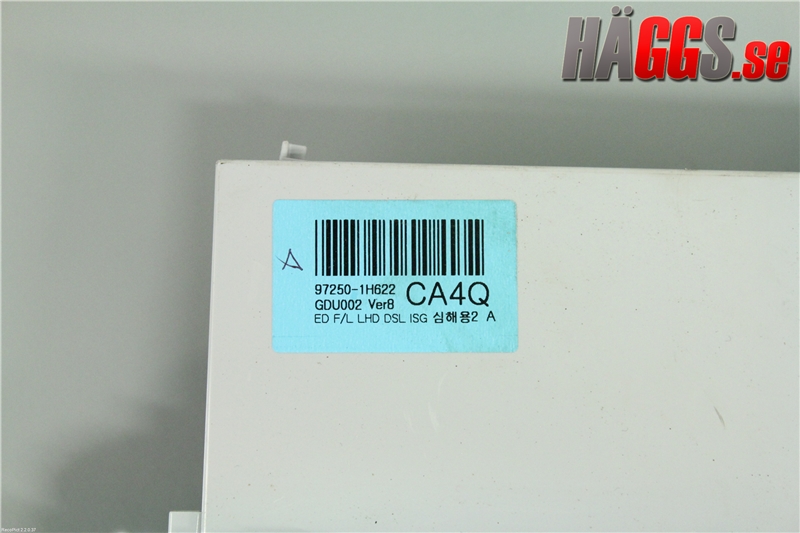 HÄGGS.se
97250-1H622 CA4Q
GDU002 Ver8
ED F/L LHD DSL ISG 심해용2 A